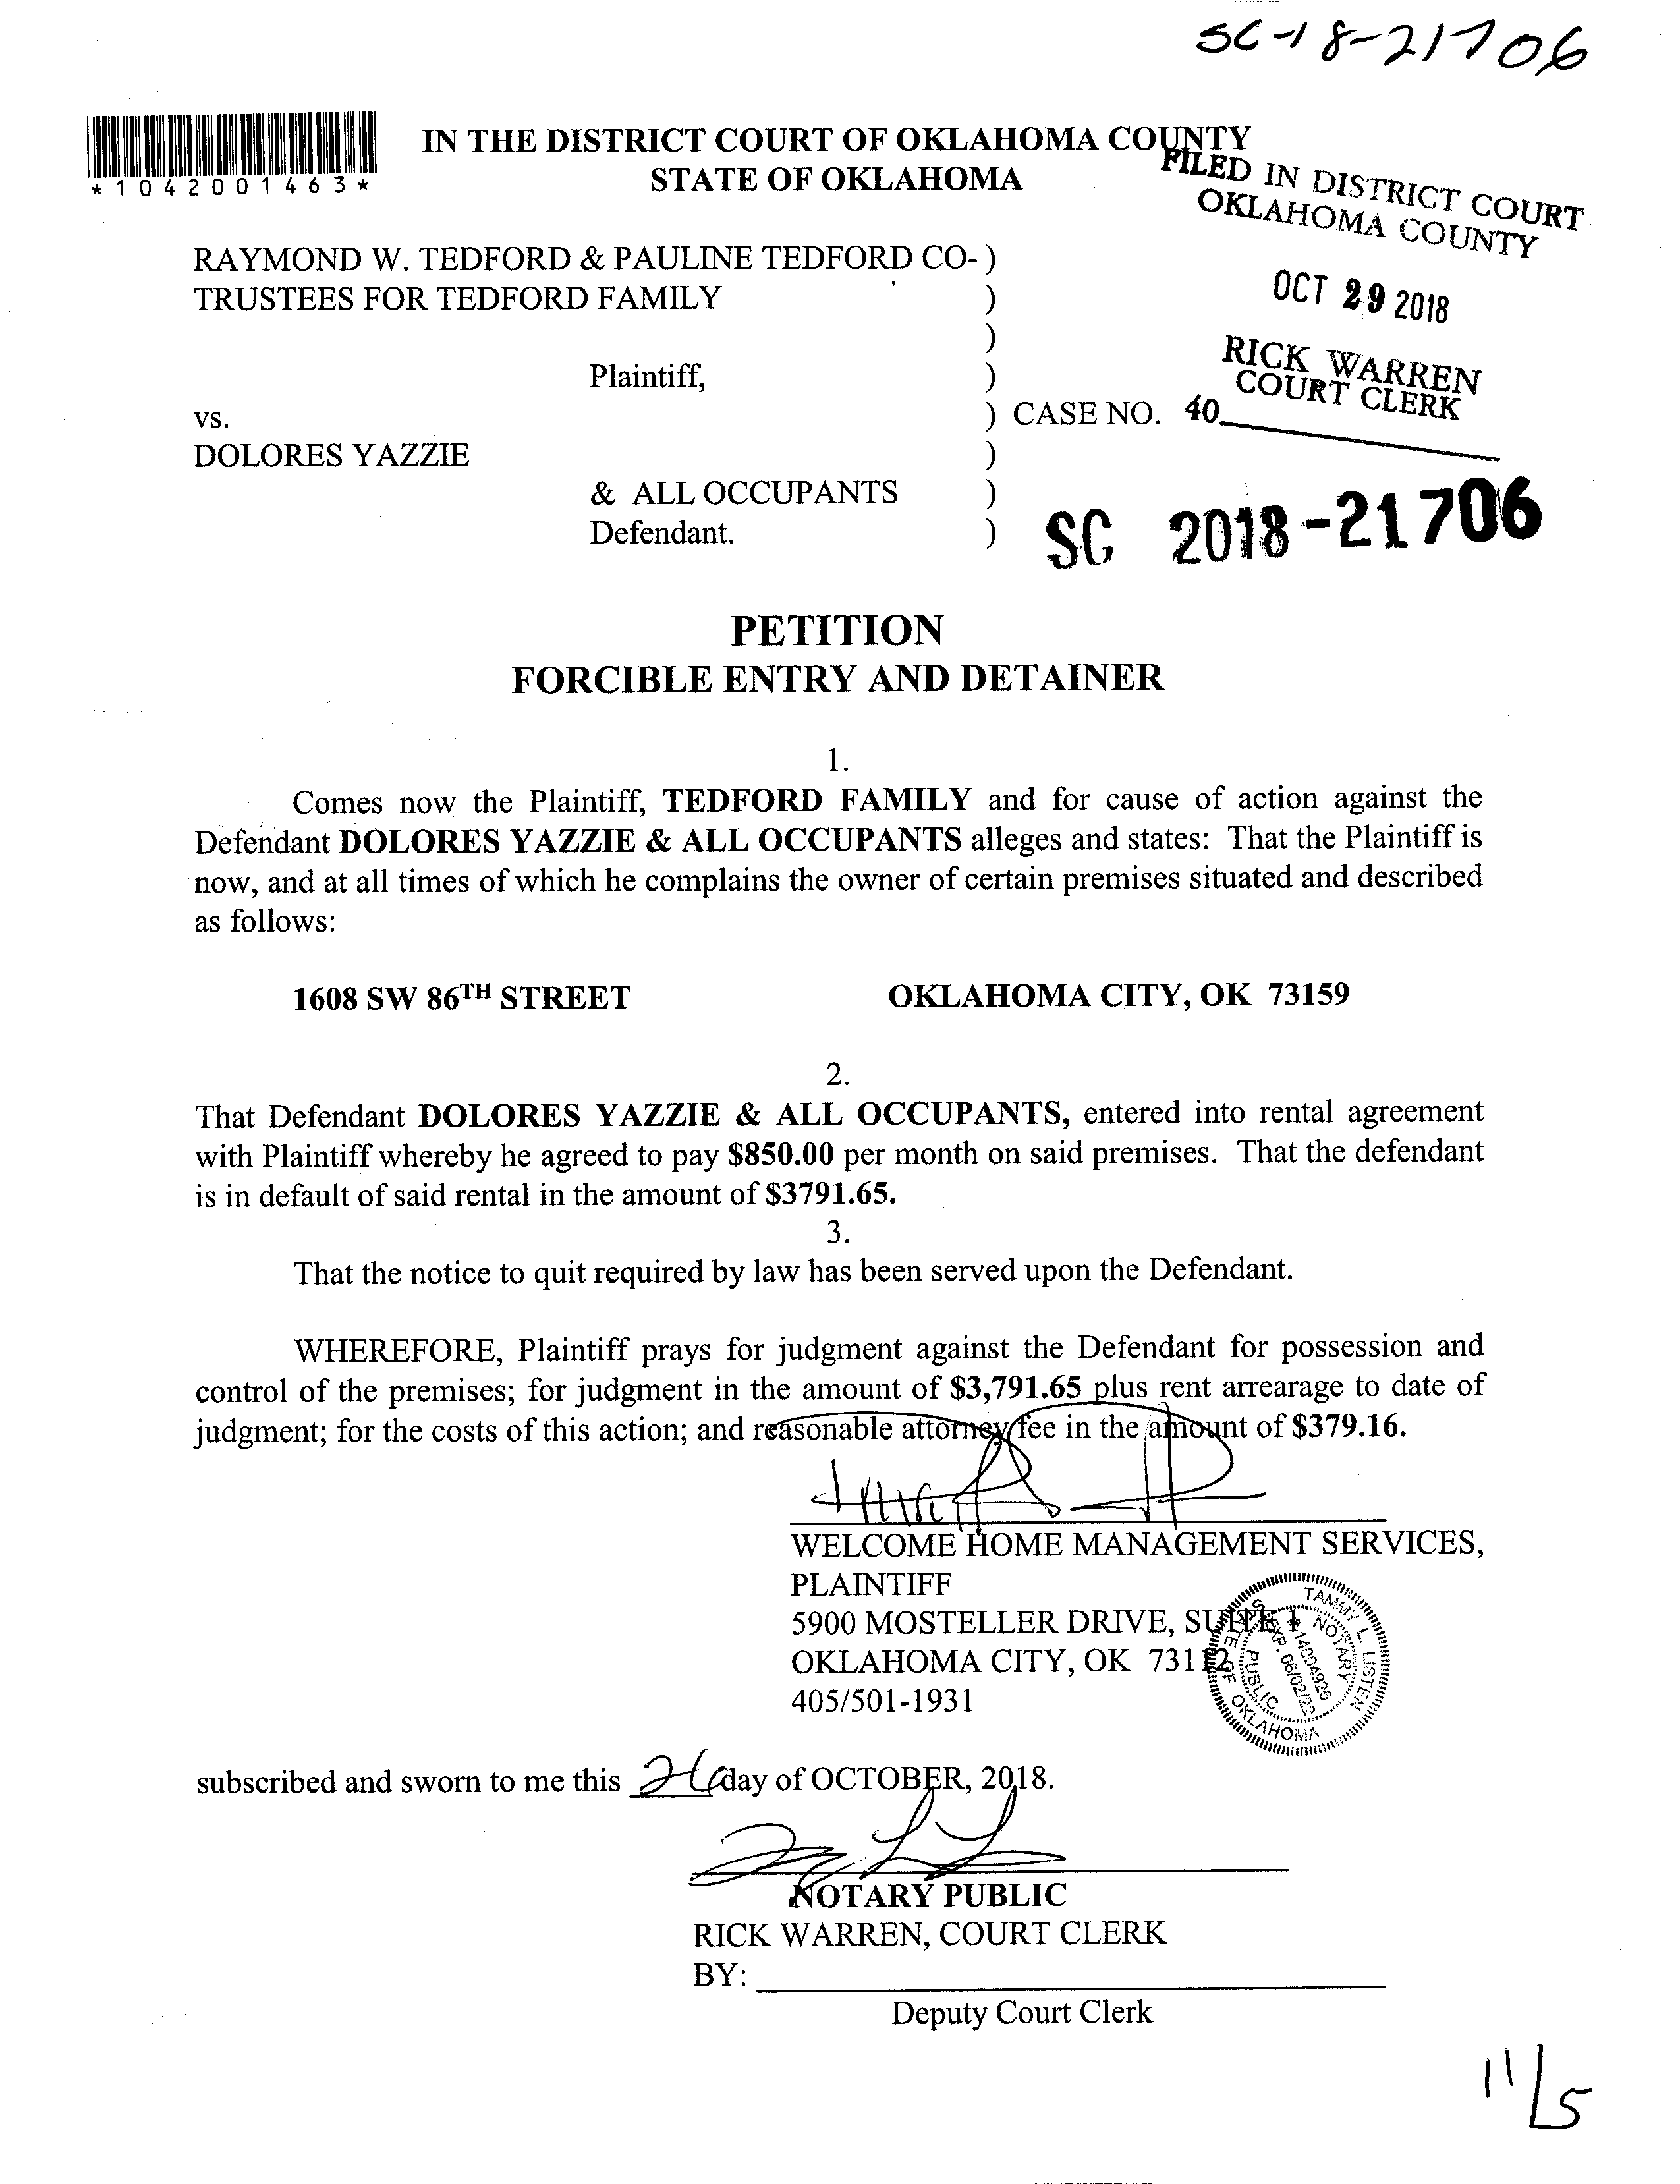 SC-18-21706
*1042001463*
IN THE DISTRICT COURT OF OKLAHOMA COUNTY
STATE OF OKLAHOMA
FILED IN DISTRICT COURT
OKLAHOMA COUNTY
OCT 29 2018
RICK WARREN
COURT CLERK
40
RAYMOND W. TEDFORD & PAULINE TEDFORD CO- )
TRUSTEES FOR TEDFORD FAMILY )
)
Plaintiff, )
vs. ) CASE NO.
DOLORES YAZZIE )
& ALL OCCUPANTS )
Defendant. )
SC 2018-21706
PETITION
FORCIBLE ENTRY AND DETAINER
1.
Comes now the Plaintiff, TEDFORD FAMILY and for cause of action against the
Defendant DOLORES YAZZIE & ALL OCCUPANTS alleges and states: That the Plaintiff is
now, and at all times of which he complains the owner of certain premises situated and described
as follows:
1608 SW 86TH STREET OKLAHOMA CITY, OK 73159
2.
That Defendant DOLORES YAZZIE & ALL OCCUPANTS, entered into rental agreement
with Plaintiff whereby he agreed to pay $850.00 per month on said premises. That the defendant
is in default of said rental in the amount of $3791.65.
3.
That the notice to quit required by law has been served upon the Defendant.
WHEREFORE, Plaintiff prays for judgment against the Defendant for possession and
control of the premises; for judgment in the amount of $3,791.65 plus rent arrearage to date of
judgment; for the costs of this action; and reasonable attorney fee in the amount of $379.16.
WELCOME HOME MANAGEMENT SERVICES,
PLAINTIFF
5900 MOSTELLER DRIVE, SUITE 1
OKLAHOMA CITY, OK 73112
405/501-1931
TAMMY L. LISTEN
NOTARY
# 14004926
EXP. 06/02/22
PUBLIC
STATE OF OKLAHOMA
subscribed and sworn to me this 26 day of OCTOBER, 2018.
NOTARY PUBLIC
RICK WARREN, COURT CLERK
BY:
Deputy Court Clerk
11/5